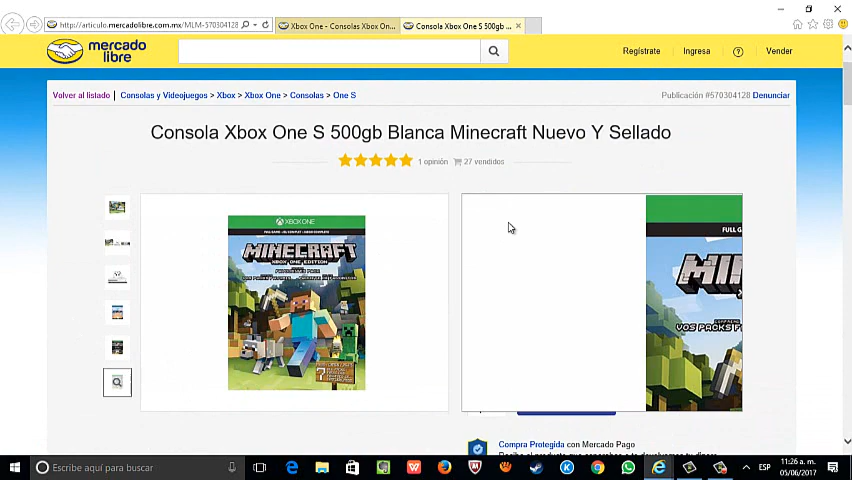 http://articulo.mercadolibre.com.mx/MLM-570304128
Xbox One - Consolas Xbox On...
Consola Xbox One S 500gb ...
mercado
libre
Regístrate
Ingresa
Vender
Volver al listado | Consolas y Videojuegos > Xbox > Xbox One > Consolas > One S
Publicación #570304128 Denunciar
Consola Xbox One S 500gb Blanca Minecraft Nuevo Y Sellado
1 opinión
27 vendidos
XBOX ONE
MINECRAFT
XBOX ONE EDITION
FULL G
MIN
VOS PACKS F
Compra Protegida con Mercado Pago
Escribe aquí para buscar
ESP
11:26 a. m.
05/06/2017